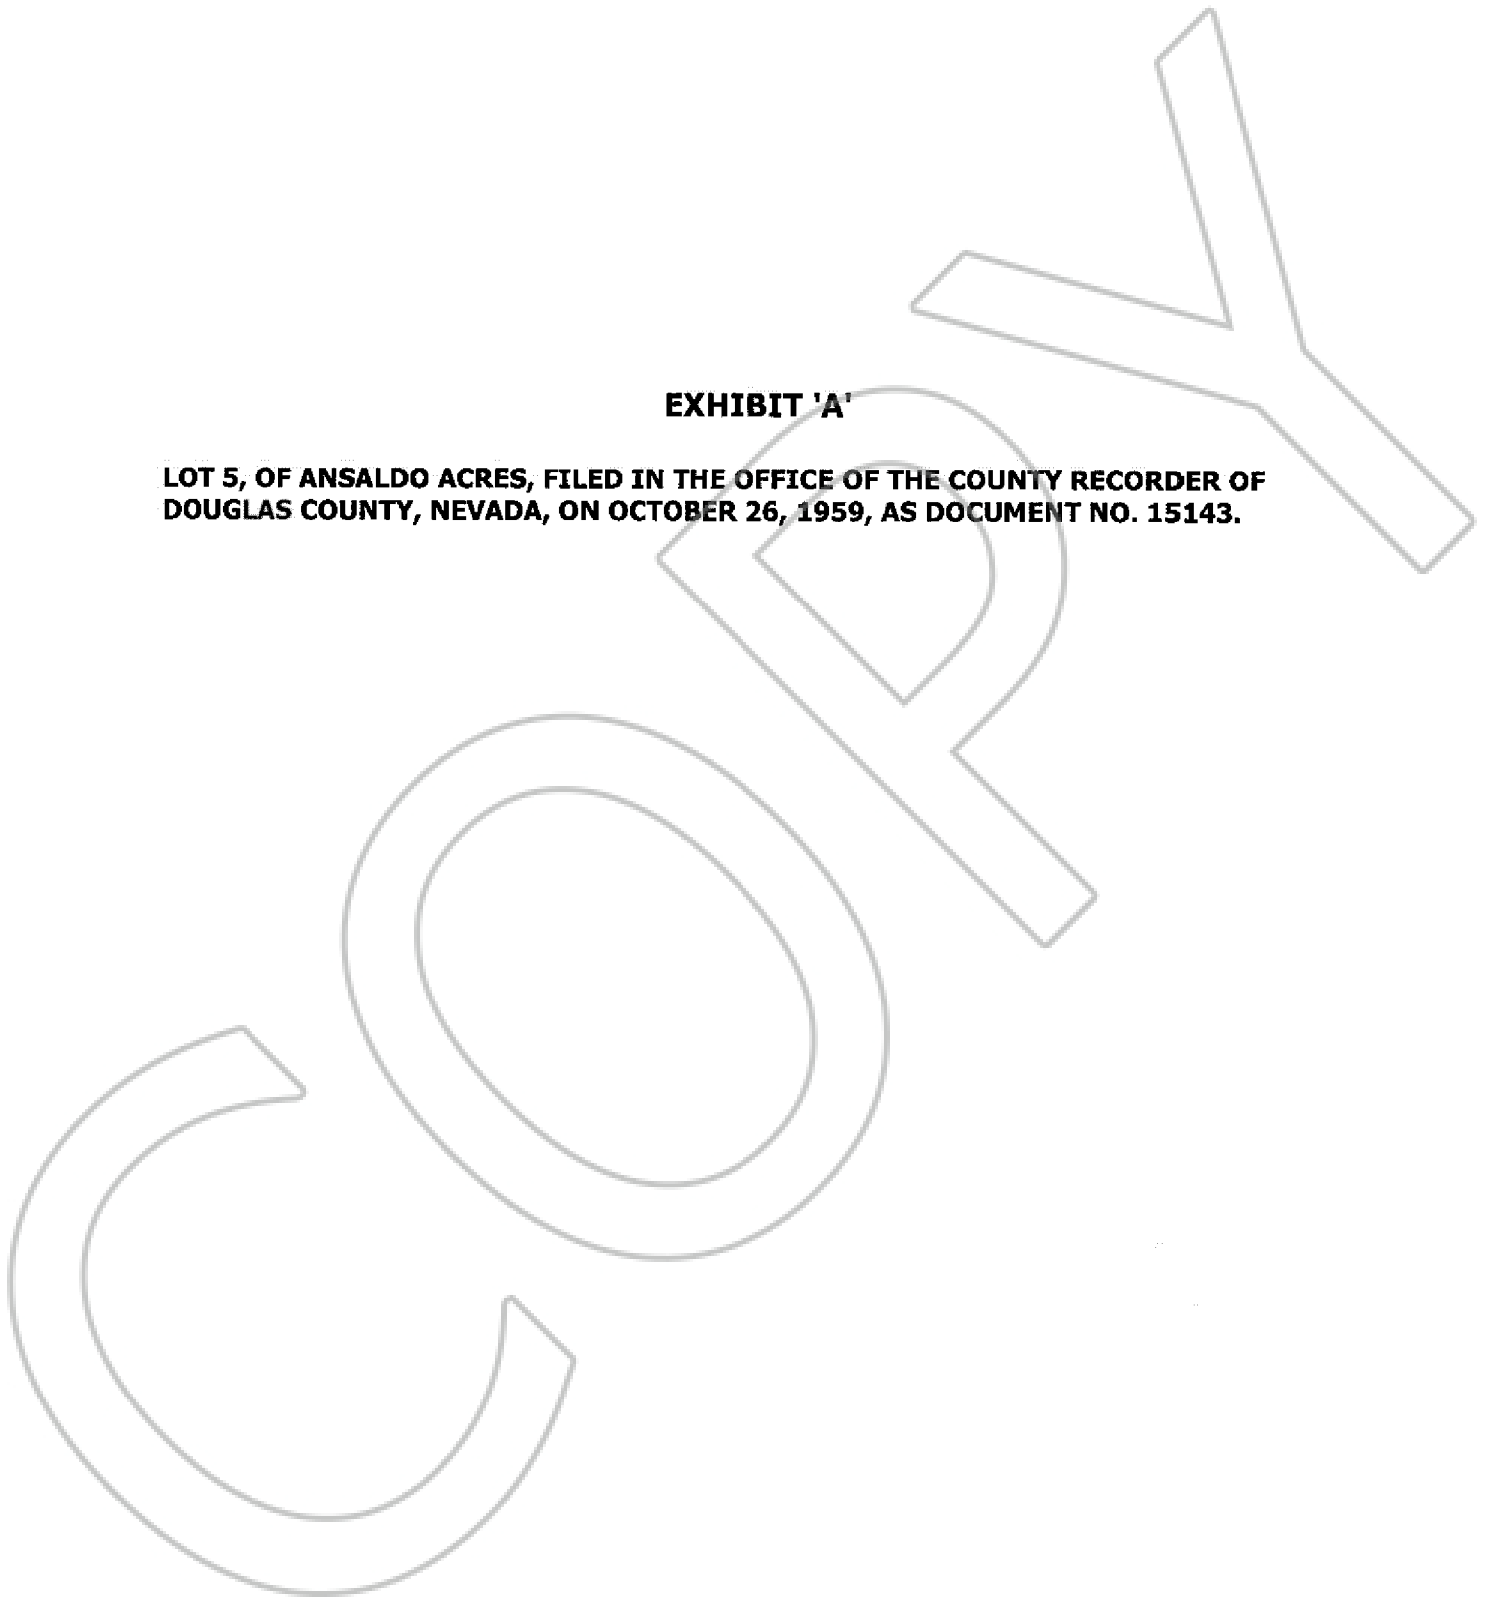 EXHIBIT 'A'
LOT 5, OF ANSALDO ACRES, FILED IN THE OFFICE OF THE COUNTY RECORDER OF
DOUGLAS COUNTY, NEVADA, ON OCTOBER 26, 1959, AS DOCUMENT NO. 15143.
COPY